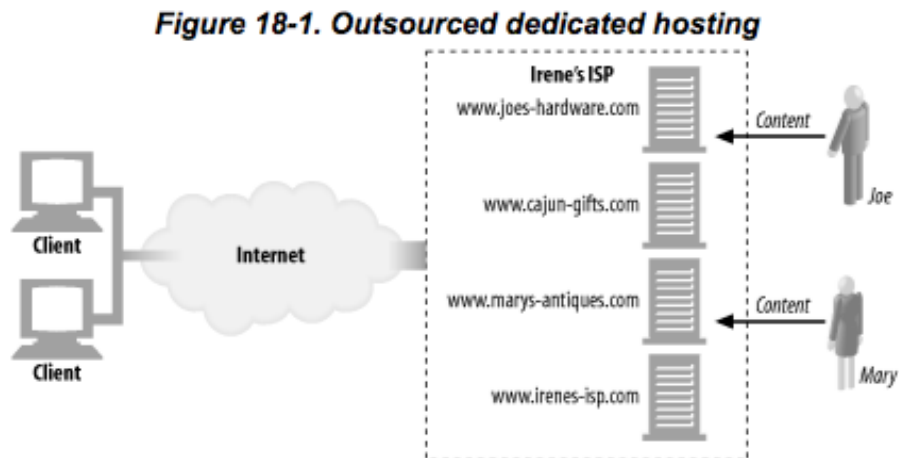 Figure 18-1. Outsourced dedicated hosting
Irene's ISP
www.joes-hardware.com
Content
Joe
www.cajun-gifts.com
Client
Internet
www.marys-antiques.com
Content
Mary
Client
www.irenes-isp.com